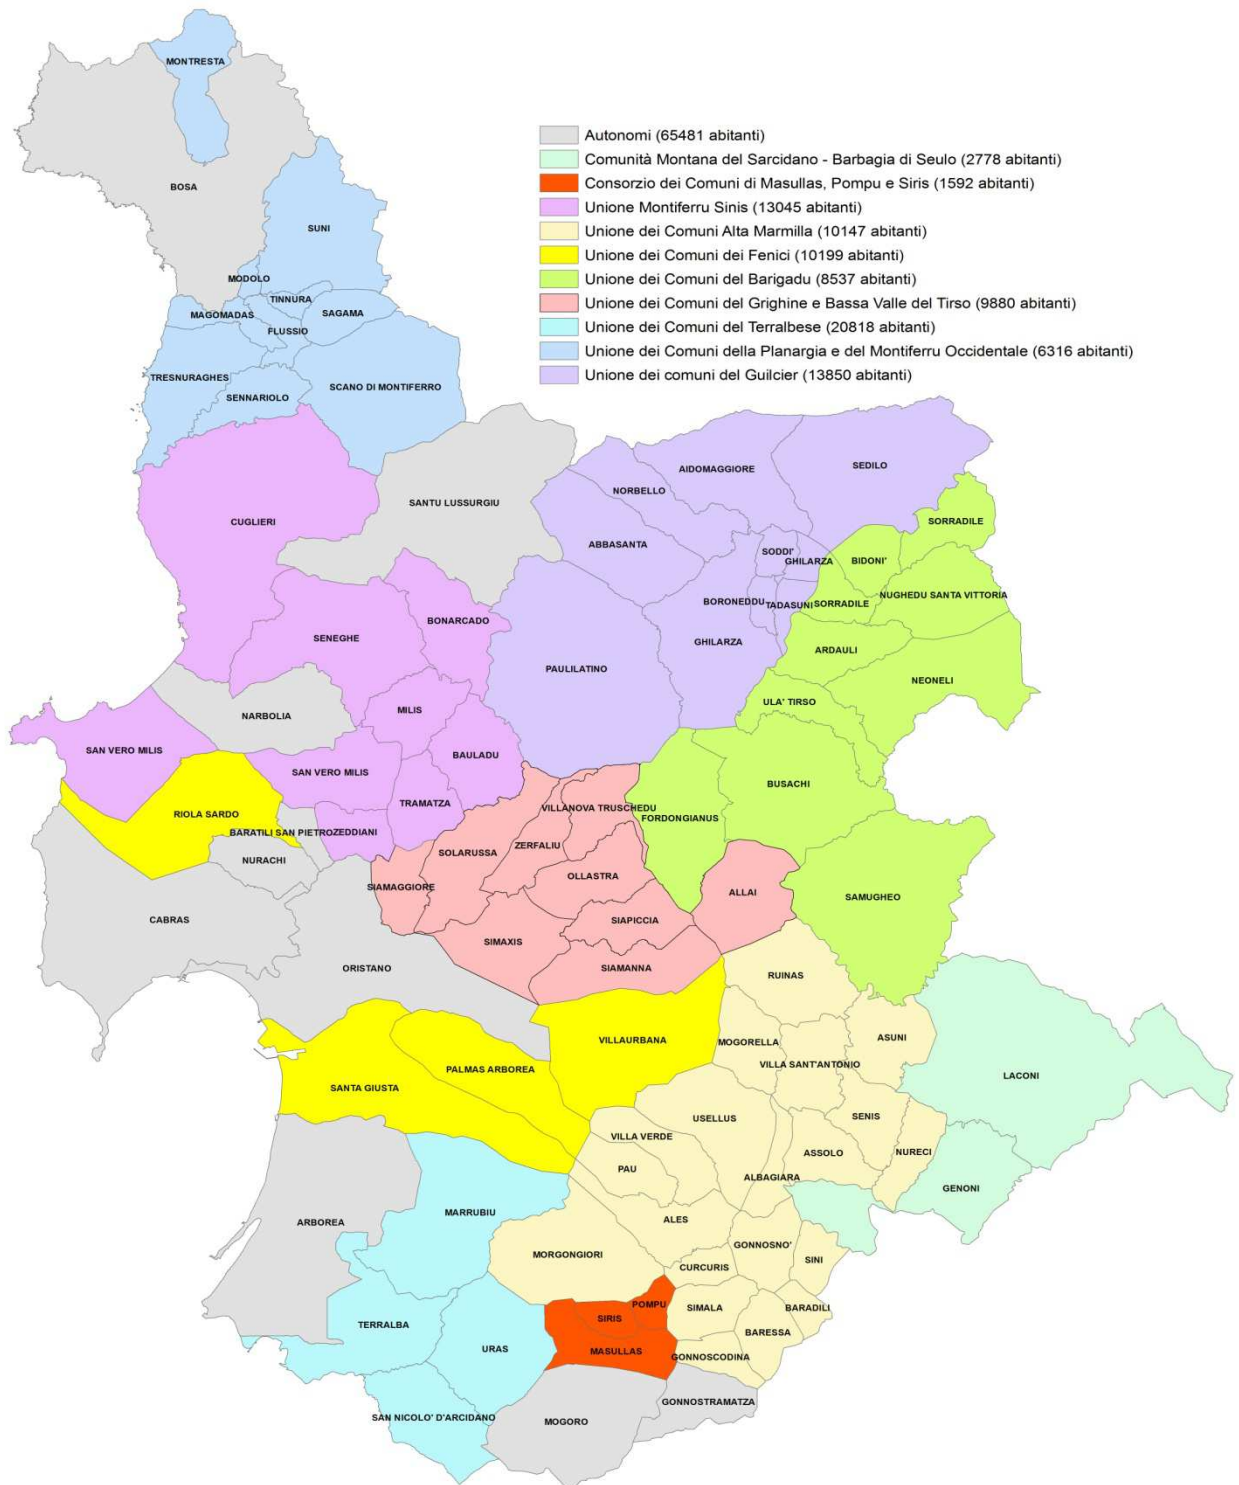 MONTRESTA
BOSA
Autonomi (65481 abitanti)
Comunità Montana del Sarcidano - Barbagia di Seulo (2778 abitanti)
Consorzio dei Comuni di Masullas, Pompu e Siris (1592 abitanti)
Unione Montiferru Sinis (13045 abitanti)
Unione dei Comuni Alta Marmilla (10147 abitanti)
Unione dei Comuni dei Fenici (10199 abitanti)
Unione dei Comuni del Barigadu (8537 abitanti)
Unione dei Comuni del Grighine e Bassa Valle del Tirso (9880 abitanti)
Unione dei Comuni del Terralbese (20818 abitanti)
Unione dei Comuni della Planargia e del Montiferru Occidentale (6316 abitanti)
Unione dei comuni del Guilcier (13850 abitanti)
SUNI
MODOLO
TINNURA
MAGOMADAS
SAGAMA
FLUSSIO
TRESNURAGHES
SCANO DI MONTIFERRO
SENNARIOLO
CUGLIERI
SANTU LUSSURGIU
AIDOMAGGIORE
SEDILO
NORBELLO
ABBASANTA
SORRADILE
SODDI'
GHILARZA
BIDONI'
BORONEDDU
TADASUNI
SORRADILE
NUGHEDU SANTA VITTORIA
BONARCADO
SENEGHE
GHILARZA
ARDAULI
PAULILATINO
NEONELI
ULA' TIRSO
NARBOLIA
MILIS
SAN VERO MILIS
BAULADU
SAN VERO MILIS
BUSACHI
TRAMATZA
VILLANOVA TRUSCHEDU
RIOLA SARDO
FORDONGIANUS
BARATILI SAN PIETRO
ZEDDIANI
ZERFALIU
SOLARUSSA
NURACHI
OLLASTRA
SIAMAGGIORE
ALLAI
SAMUGHEO
CABRAS
SIAPICCIA
SIMAXIS
ORISTANO
SIAMANNA
RUINAS
VILLAURBANA
MOGORELLA
ASUNI
VILLA SANT'ANTONIO
PALMAS ARBOREA
LACONI
SANTA GIUSTA
USELLUS
SENIS
VILLA VERDE
NURECI
ASSOLO
PAU
ALBAGIARA
GENONI
MARRUBIU
ARBOREA
ALES
GONNOSNO'
MORGONGIORI
SINI
CURCURIS
POMPU
SIMALA
BARADILI
SIRIS
TERRALBA
BARESSA
URAS
MASULLAS
GONNOSCODINA
GONNOSTRAMATZA
SAN NICOLO' D'ARCIDANO
MOGORO